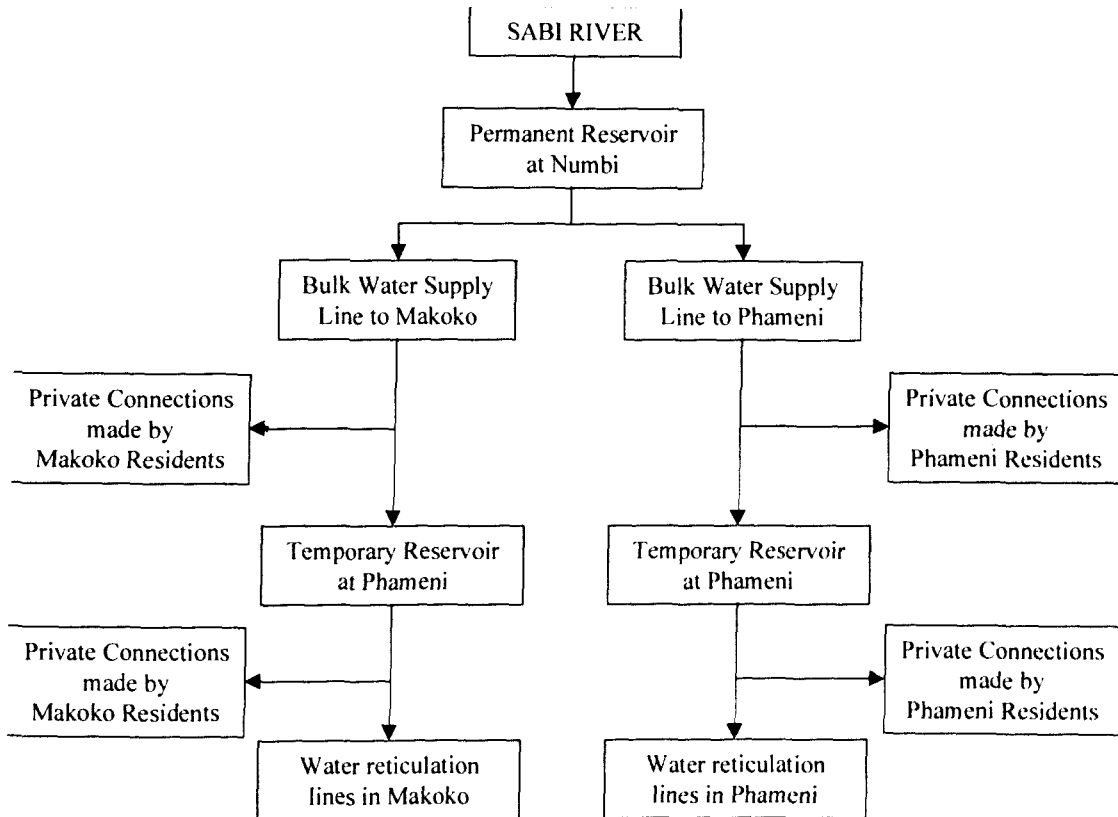 SABI RIVER
Permanent Reservoir
at Numbi
Bulk Water Supply
Line to Makoko
Bulk Water Supply
Line to Phameni
Private Connections
made by
Makoko Residents
Private Connections
made by
Phameni Residents
Temporary Reservoir
at Phameni
Temporary Reservoir
at Phameni
Private Connections
made by
Makoko Residents
Private Connections
made by
Phameni Residents
Water reticulation
lines in Makoko
Water reticulation
lines in Phameni